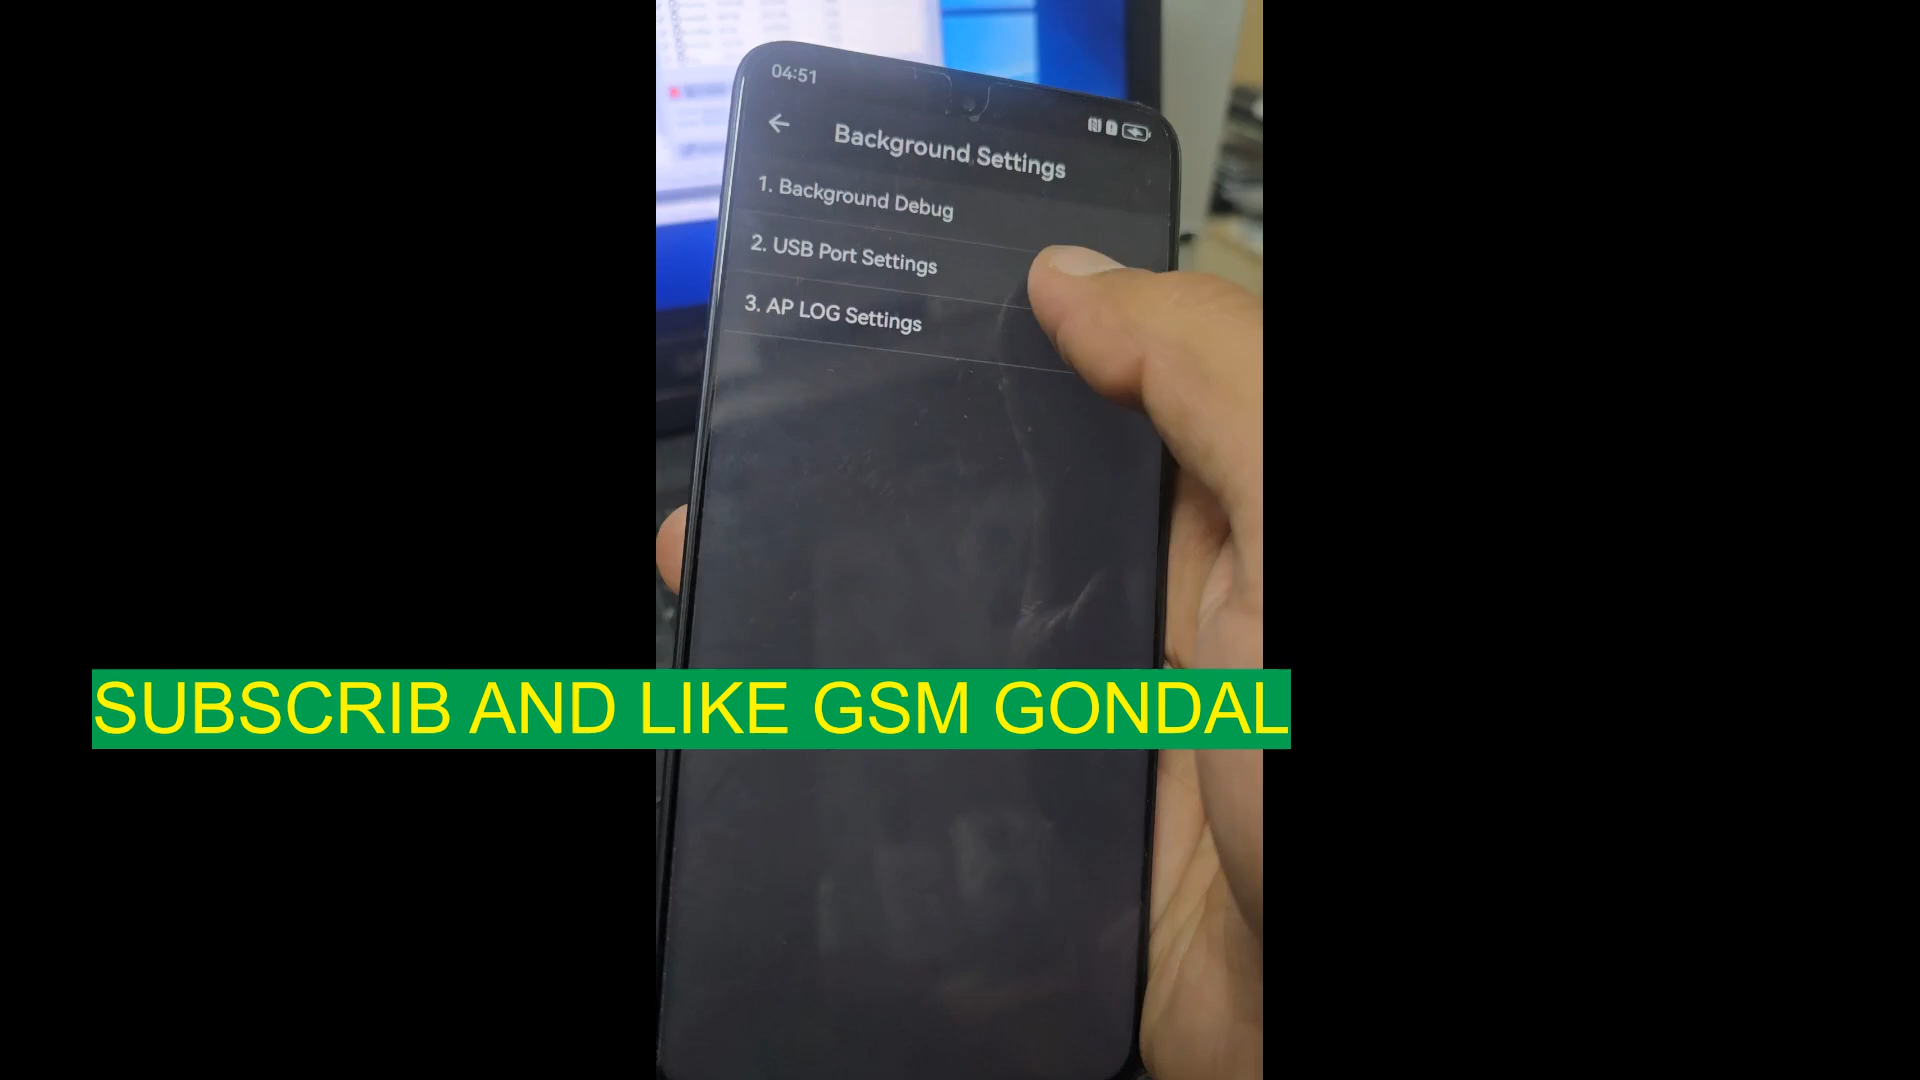 04:51
Background Settings
1. Background Debug
2. USB Port Settings
3. AP LOG Settings
SUBSCRIB AND LIKE GSM GONDAL